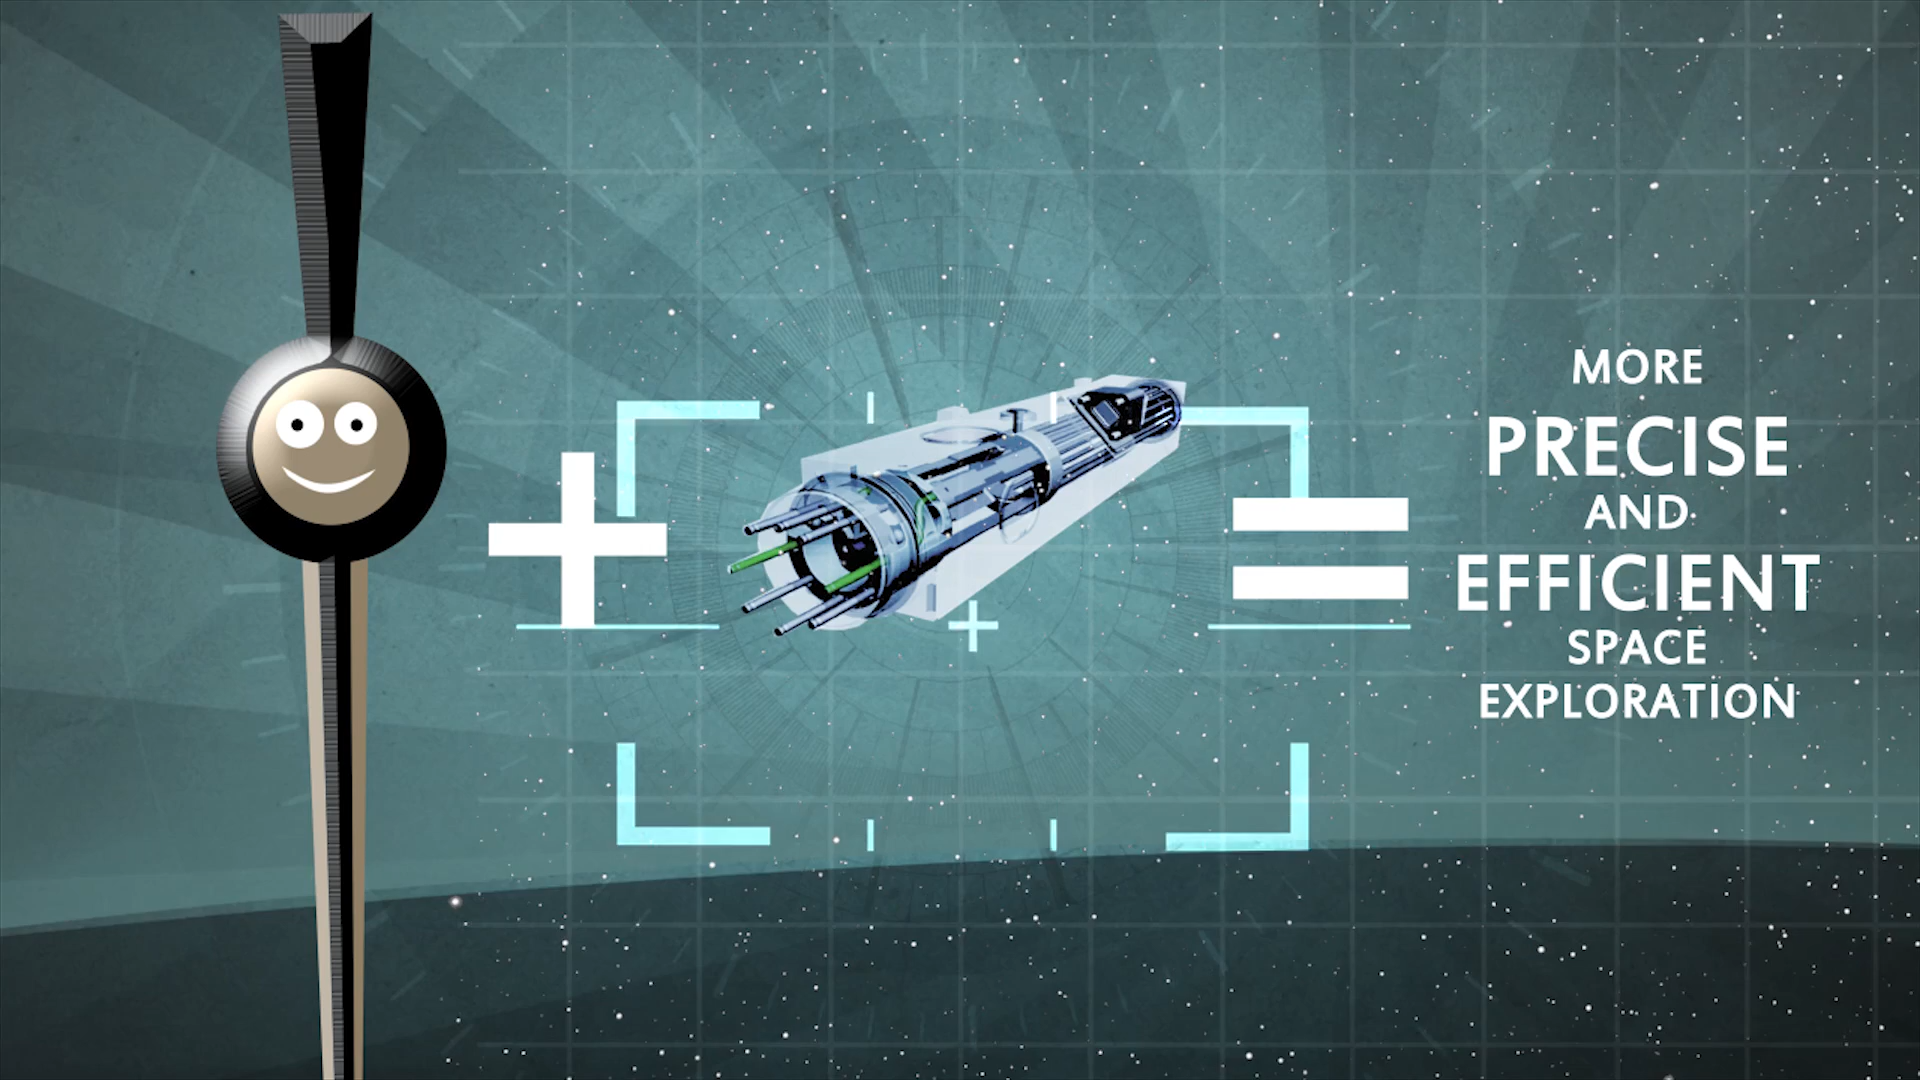 MORE
PRECISE
AND
EFFICIENT
SPACE
EXPLORATION